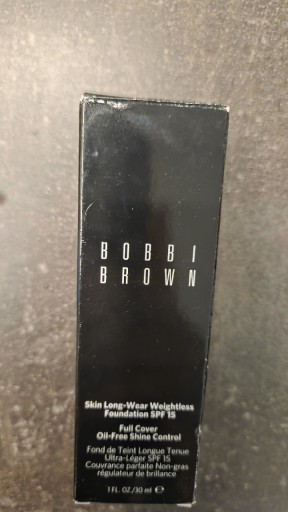 BOBBI
BROWN
Skin Long-Wear Weightless
Foundation SPF 15
Full Cover
Oil-Free Shine Control
Fond de Teint Longue Tenue
Ultra-Léger SPF 15
Couvrance parfaite Non-gras
régulateur de brillance
1 FL. OZ./30 ml e